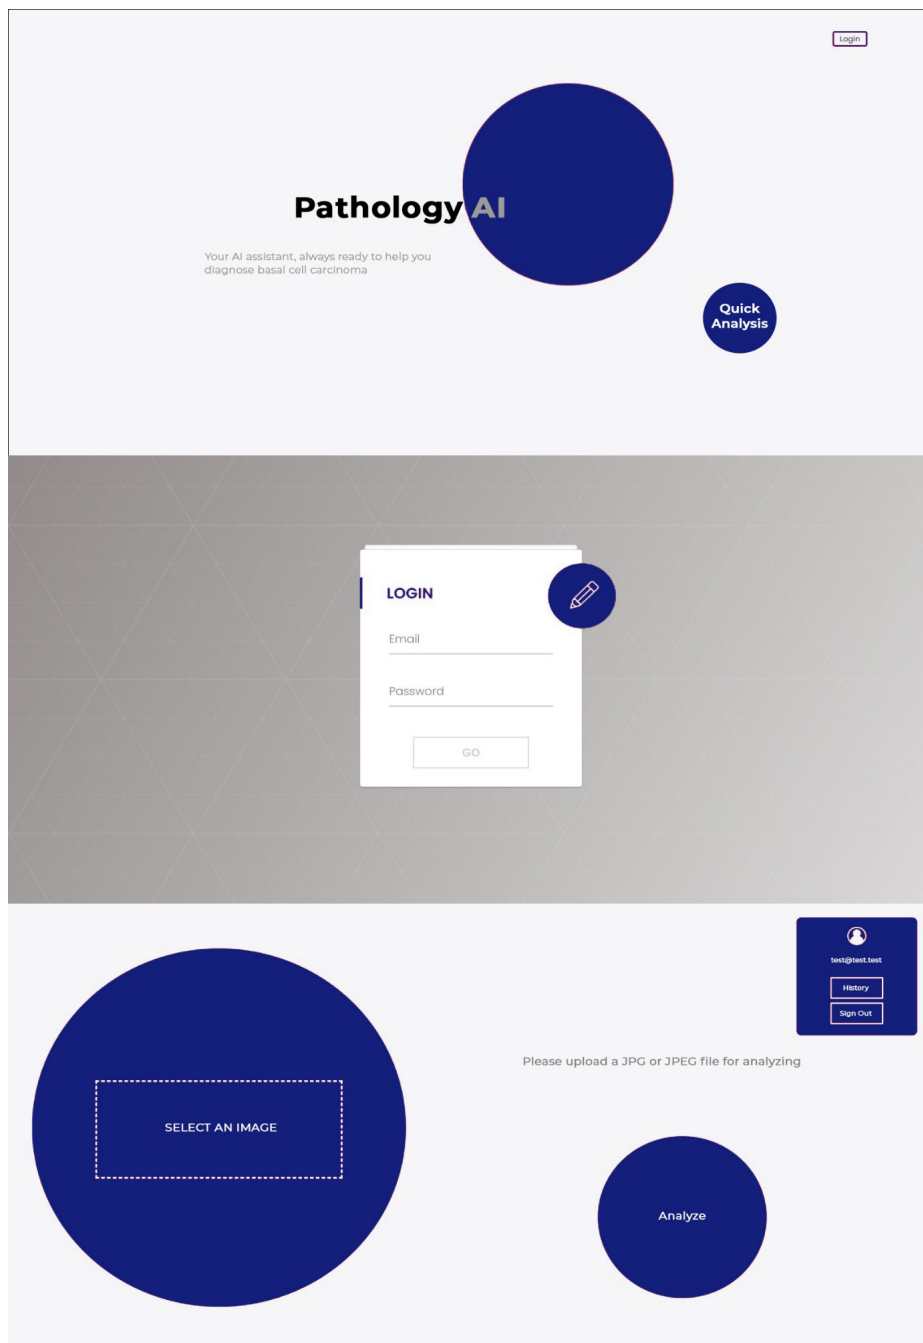 Login
Pathology AI
Your AI assistant, always ready to help you
diagnose basal cell carcinoma
Quick
Analysis
LOGIN
Email
Password
GO
test@test.test
History
Sign Out
Please upload a JPG or JPEG file for analyzing
SELECT AN IMAGE
Analyze